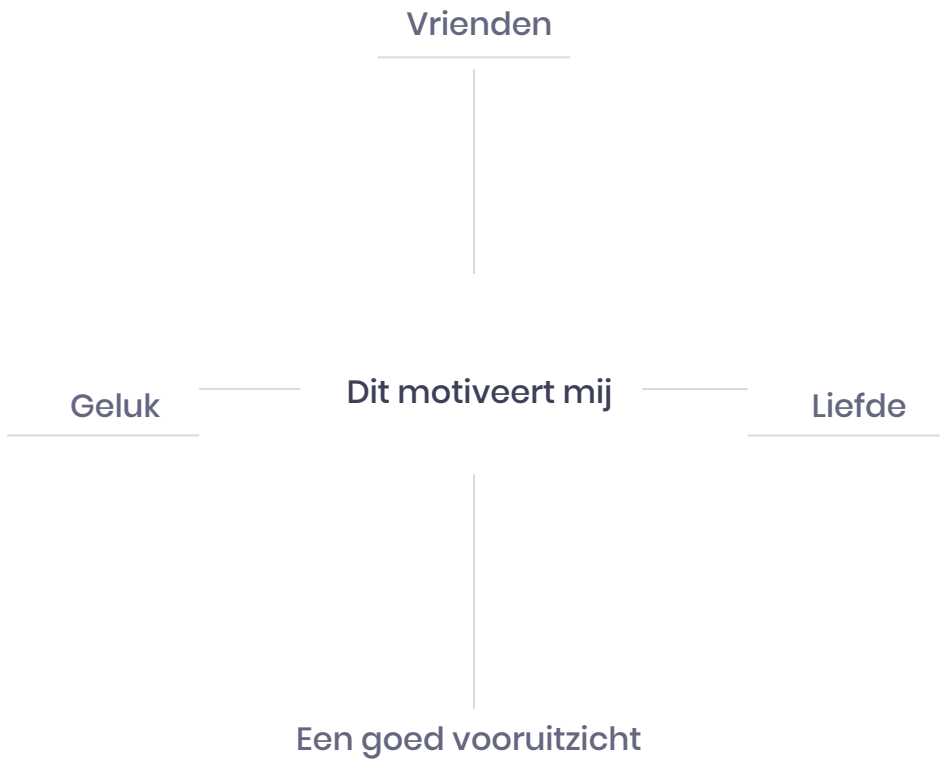 Vrienden
Geluk
Dit motiveert mij
Liefde
Een goed vooruitzicht